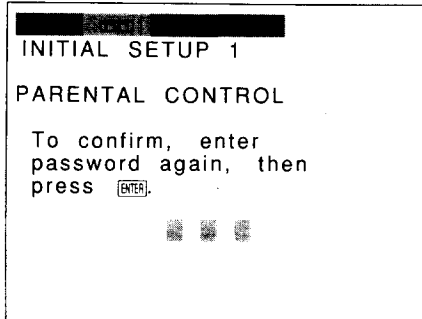 INITIAL SETUP 1
PARENTAL CONTROL
To confirm, enter
password again, then
press ENTER.